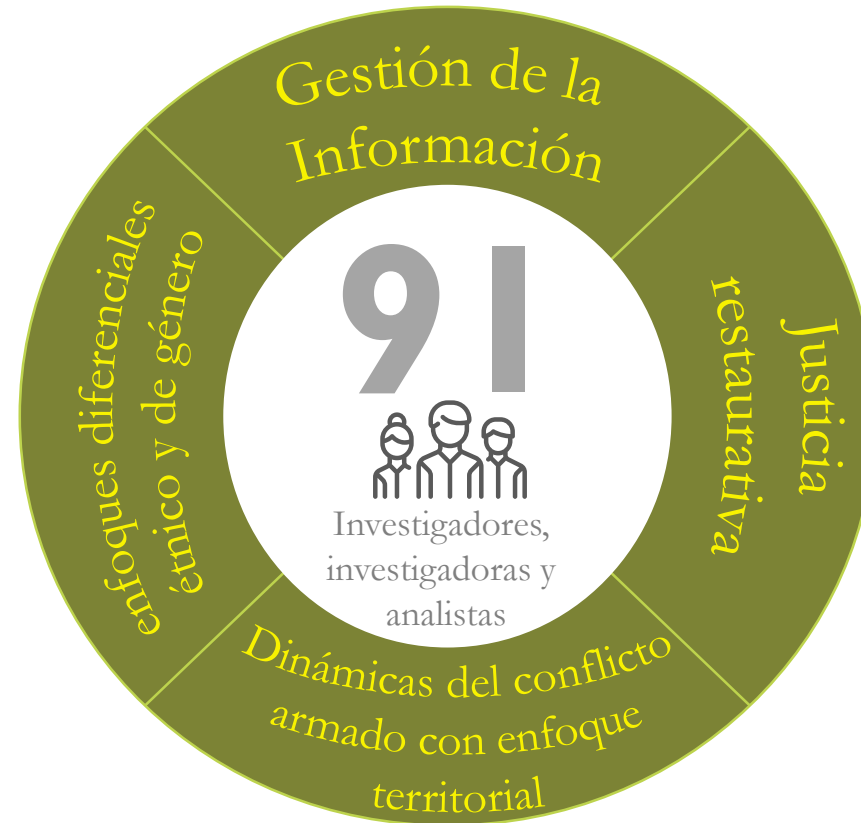 Gestión de la
Información
Justicia
restaurativa
Dinámicas del conflicto
armado con enfoque
territorial
enfoques diferenciales
étnico y de género
91
Investigadores,
investigadoras y
analistas